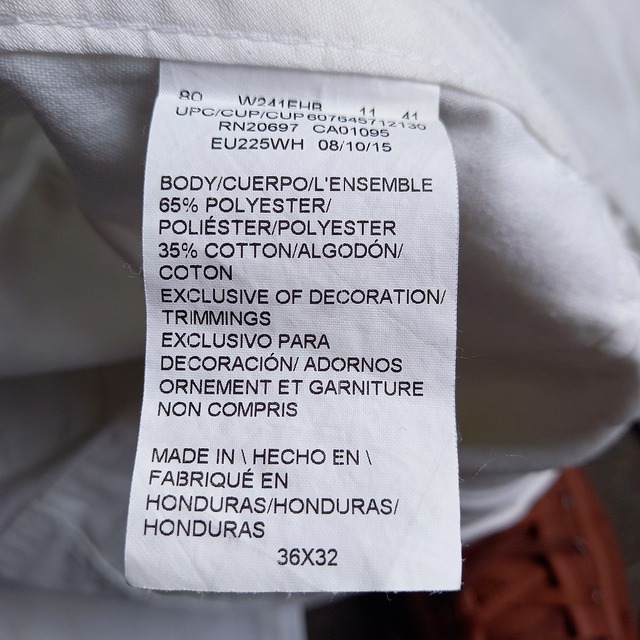 80 W241EHB 11 41
UPC/CUP/CUP 607645712130
RN20697 CA01095
EU225WH 08/10/15
BODY/CUERPO/L'ENSEMBLE
65% POLYESTER/
POLIÉSTER/POLYESTER
35% COTTON/ALGODÓN/
COTON
EXCLUSIVE OF DECORATION/
TRIMMINGS
EXCLUSIVO PARA
DECORACIÓN/ ADORNOS
ORNEMENT ET GARNITURE
NON COMPRIS
MADE IN \ HECHO EN \
FABRIQUÉ EN
HONDURAS/HONDURAS/
HONDURAS
36X32